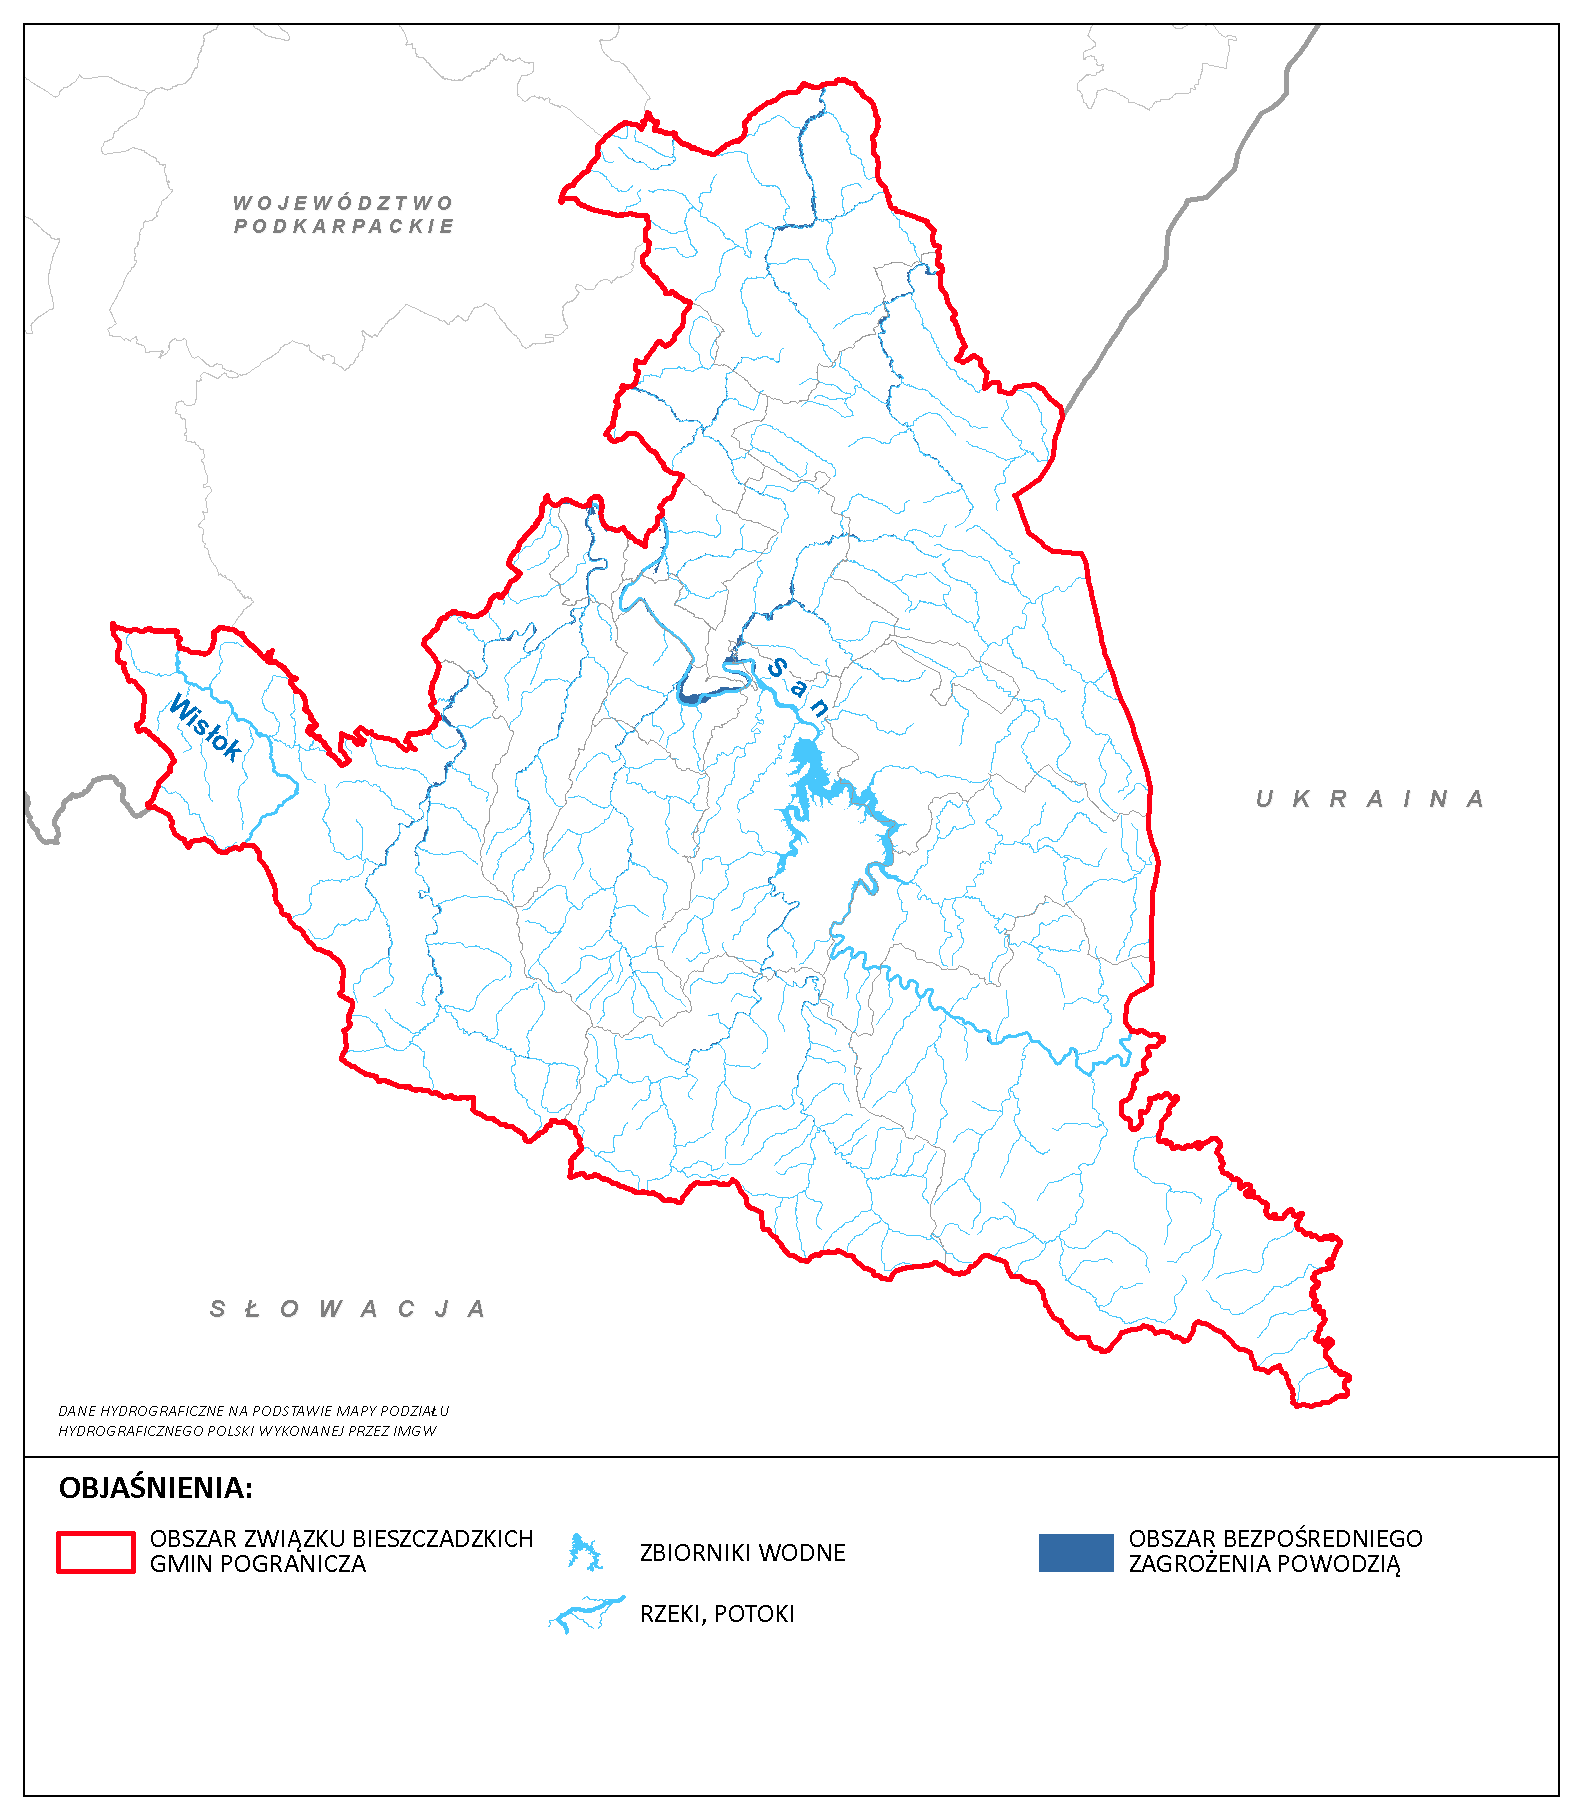 WOJEWÓDZTWO
PODKARPACKIE
San
Wisłok
UKRAINA
SŁOWACJA
DANE HYDROGRAFICZNE NA PODSTAWIE MAPY PODZIAŁU
HYDROGRAFICZNEGO POLSKI WYKONANEJ PRZEZ IMGW
OBJAŚNIENIA:
OBSZAR ZWIĄZKU BIESZCZADZKICH
GMIN POGRANICZA
ZBIORNIKI WODNE
RZEKI, POTOKI
OBSZAR BEZPOŚREDNIEGO
ZAGROŻENIA POWODZIĄ